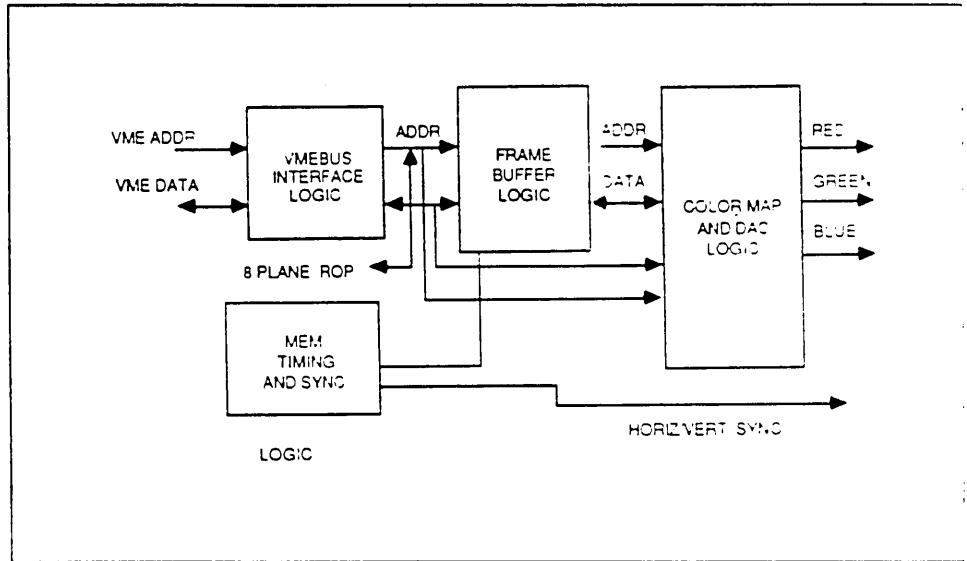 VME ADDR
VME DATA
VMEBUS
INTERFACE
LOGIC
ADDR
8 PLANE ROP
FRAME
BUFFER
LOGIC
ADDR
DATA
COLOR MAP
AND DAC
LOGIC
RED
GREEN
BLUE
MEM
TIMING
AND SYNC
LOGIC
HORIZ/VERT SYNC